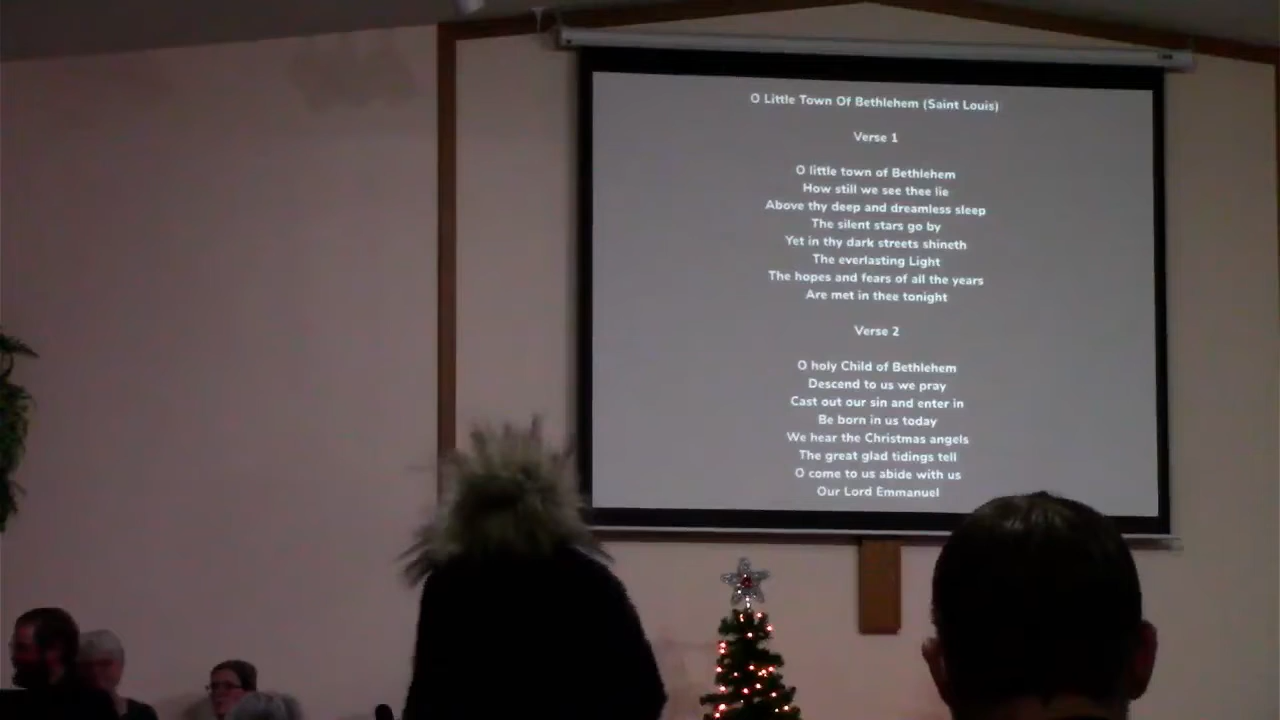 O Little Town Of Bethlehem (Saint Louis)
Verse 1
O little town of Bethlehem
How still we see thee lie
Above thy deep and dreamless sleep
The silent stars go by
Yet in thy dark streets shineth
The everlasting Light
The hopes and fears of all the years
Are met in thee tonight
Verse 2
O holy Child of Bethlehem
Descend to us we pray
Cast out our sin and enter in
Be born in us today
We hear the Christmas angels
The great glad tidings tell
O come to us abide with us
Our Lord Emmanuel